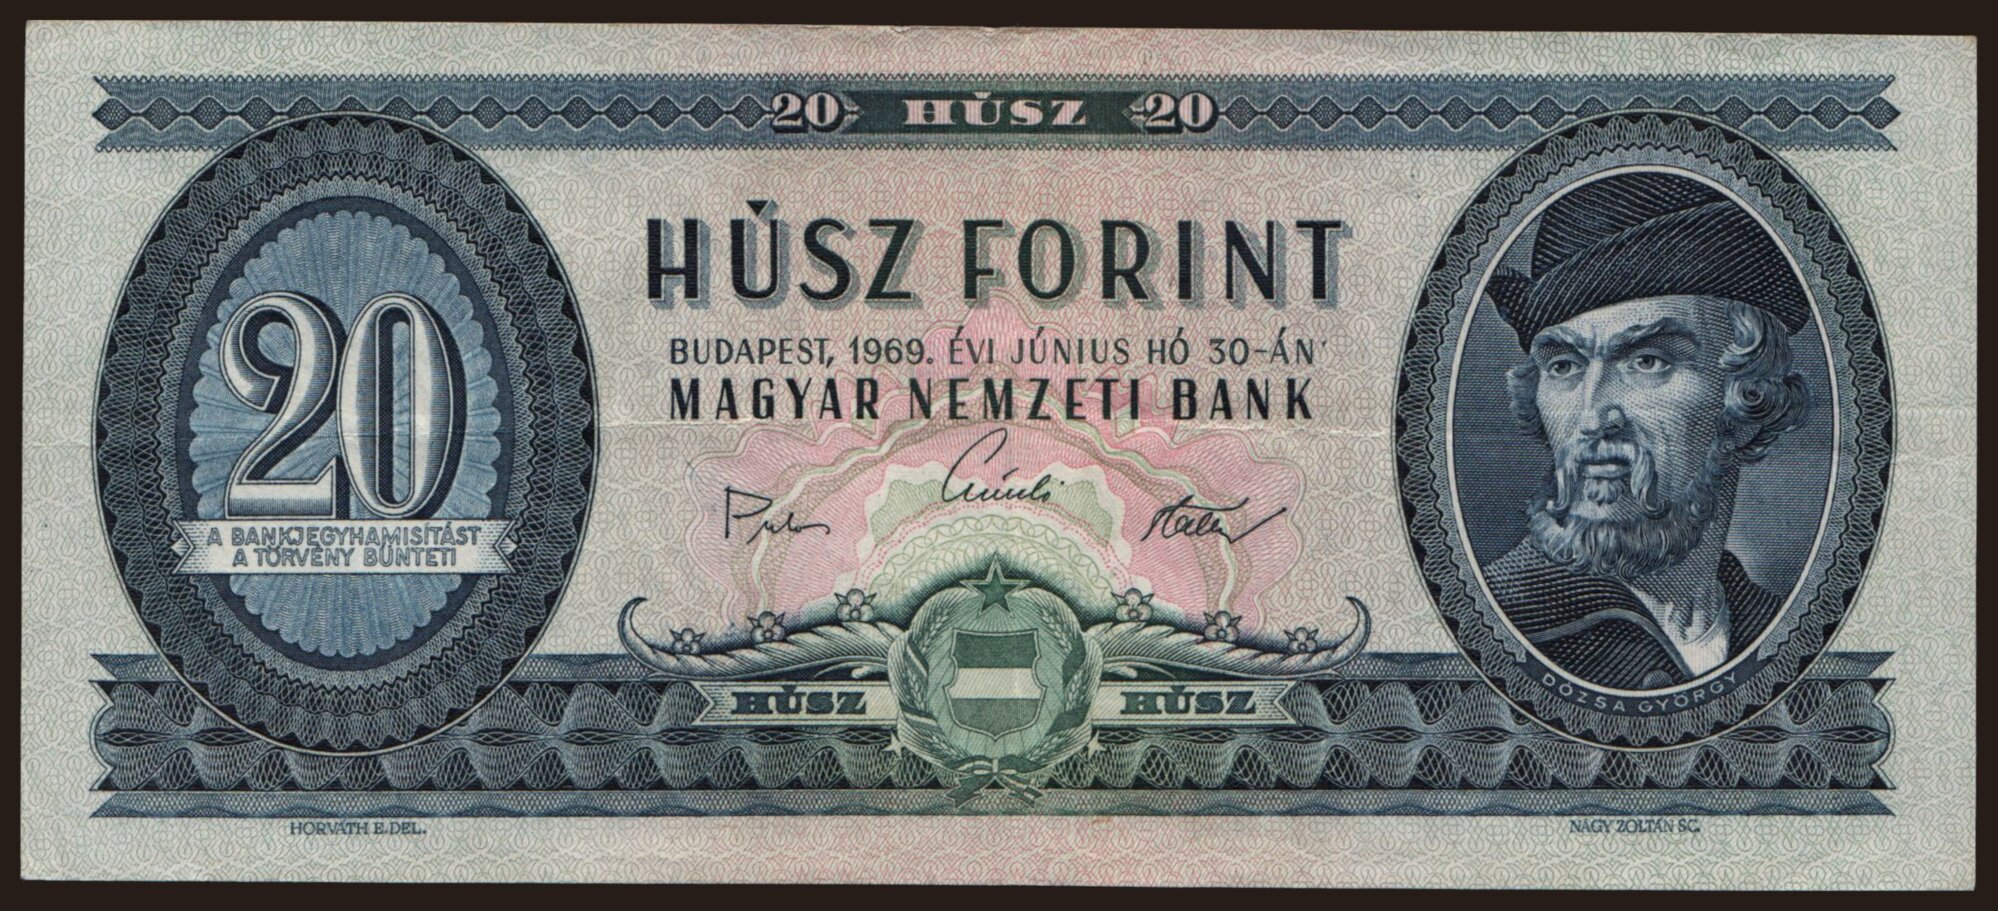 20 HÚSZ 20
HÚSZ FORINT
BUDAPEST, 1969. ÉVI JÚNIUS HÓ 30-ÁN
MAGYAR NEMZETI BANK
20
A BANKJEGYHAMISÍTÁST
A TÖRVÉNY BÜNTETI
HÚSZ HÚSZ
DÓZSA GYÖRGY
HORVÁTH E. DEL.
NAGY ZOLTÁN SC.